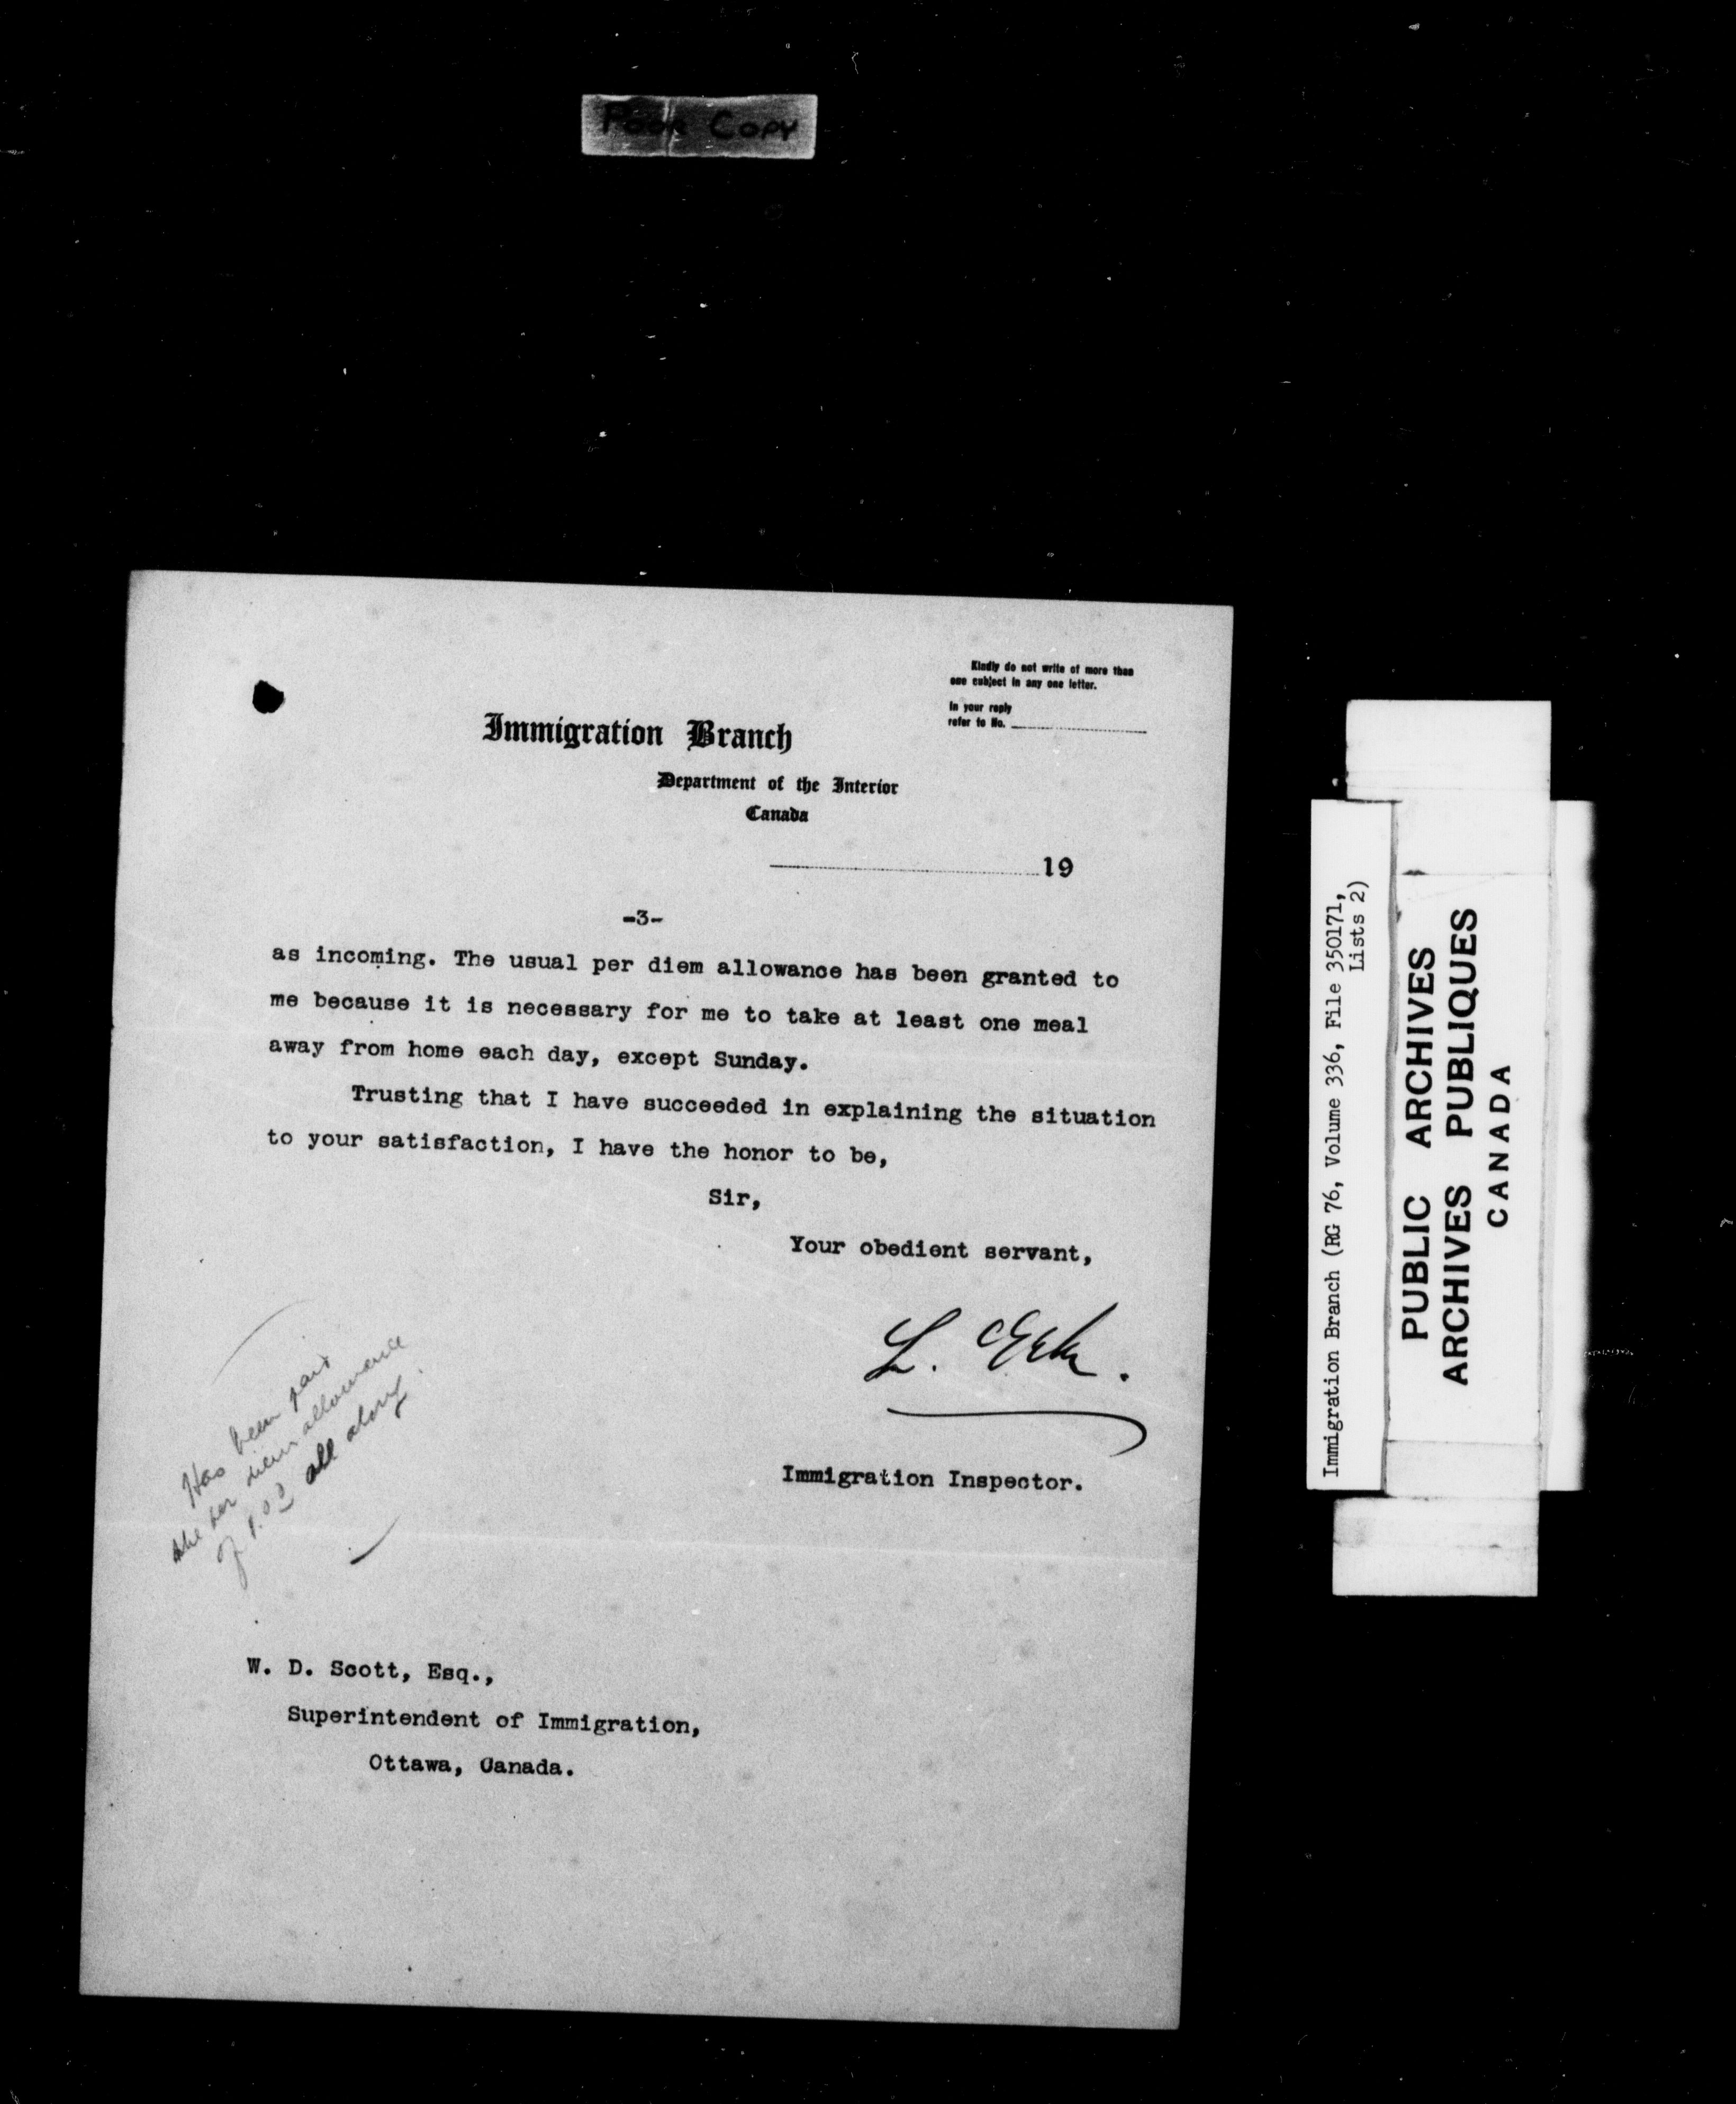 Poor Copy
Kindly do not write of more than
one subject in any one letter.
In your reply
refer to No.
Immigration Branch
Department of the Interior
Canada
19
-3-
as incoming. The usual per diem allowance has been granted to
me because it is necessary for me to take at least one meal
away from home each day, except Sunday.
Trusting that I have succeeded in explaining the situation
to your satisfaction, I have the honor to be,
Sir,
Your obedient servant,
L.
Immigration Inspector.
Has been paid
the per diem allowance
of 1.00 all along
W. D. Scott, Esq.,
Superintendent of Immigration,
Ottawa, Canada.
Immigration Branch (RG 76, Volume 336, File 350171,
Lists 2)
PUBLIC ARCHIVES
ARCHIVES PUBLIQUES
CANADA